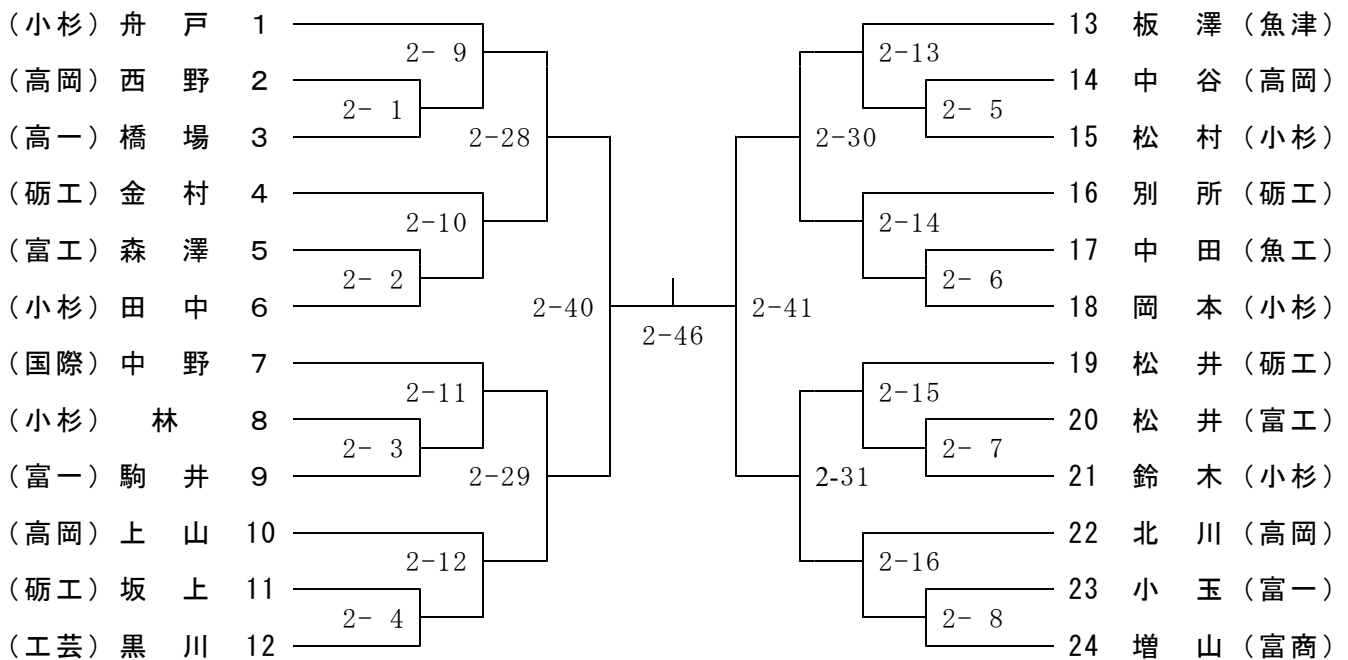 (小杉) 舟 戸 1
2- 9
(高岡) 西 野 2
2- 1
(高一) 橋 場 3
2-28
(砺工) 金 村 4
2-10
(富工) 森 澤 5
2- 2
(小杉) 田 中 6
2-40
(国際) 中 野 7
2-11
(小杉) 林 8
2- 3
(富一) 駒 井 9
2-29
(高岡) 上 山 10
2-12
(砺工) 坂 上 11
2- 4
(工芸) 黒 川 12
2-46
13 板 澤 (魚津)
2-13
14 中 谷 (高岡)
2- 5
15 松 村 (小杉)
2-30
16 別 所 (砺工)
2-14
17 中 田 (魚工)
2- 6
18 岡 本 (小杉)
2-41
19 松 井 (砺工)
2-15
20 松 井 (富工)
2- 7
21 鈴 木 (小杉)
2-31
22 北 川 (高岡)
2-16
23 小 玉 (富一)
2- 8
24 増 山 (富商)